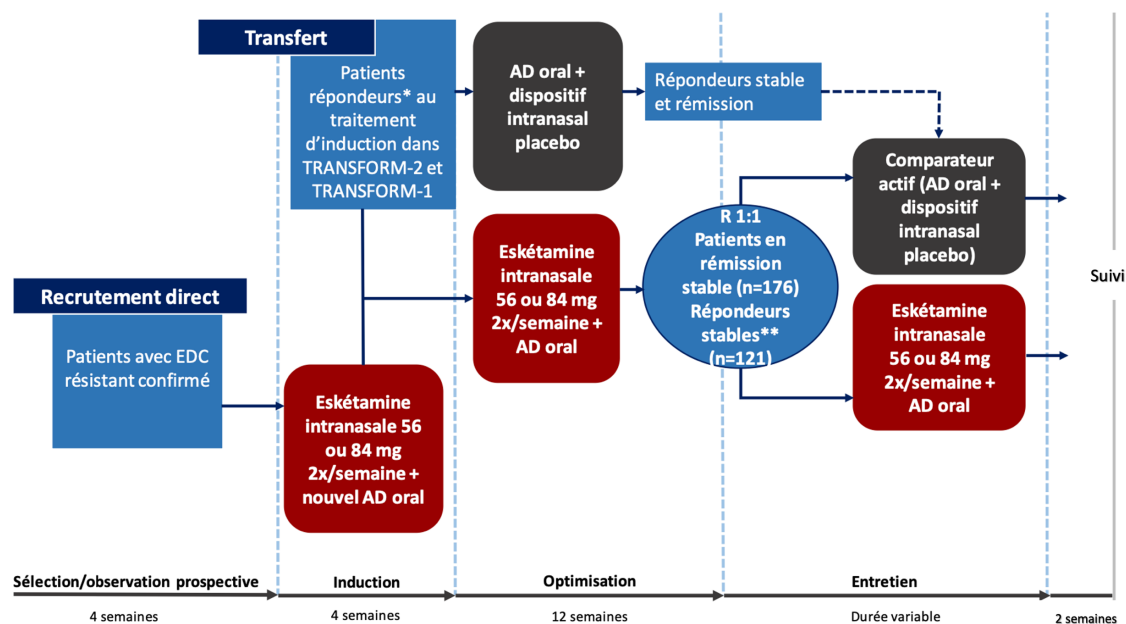 Transfert
Patients
répondeurs* au
traitement
d’induction dans
TRANSFORM-2 et
TRANSFORM-1
AD oral +
dispositif
intranasal
placebo
Répondeurs stable
et rémission
Comparateur
actif (AD oral +
dispositif
intranasal
placebo)
R 1:1
Patients en
rémission
stable (n=176)
Répondeurs
stables**
(n=121)
Eskétamine
intranasale
56 ou 84 mg
2x/semaine +
AD oral
Suivi
Recrutement direct
Patients avec EDC
résistant confirmé
Eskétamine
intranasale 56
ou 84 mg
2x/semaine +
nouvel AD oral
Eskétamine
intranasale
56 ou 84 mg
2x/semaine +
AD oral
Sélection/observation prospective
Induction
Optimisation
Entretien
4 semaines
4 semaines
12 semaines
Durée variable
2 semaines